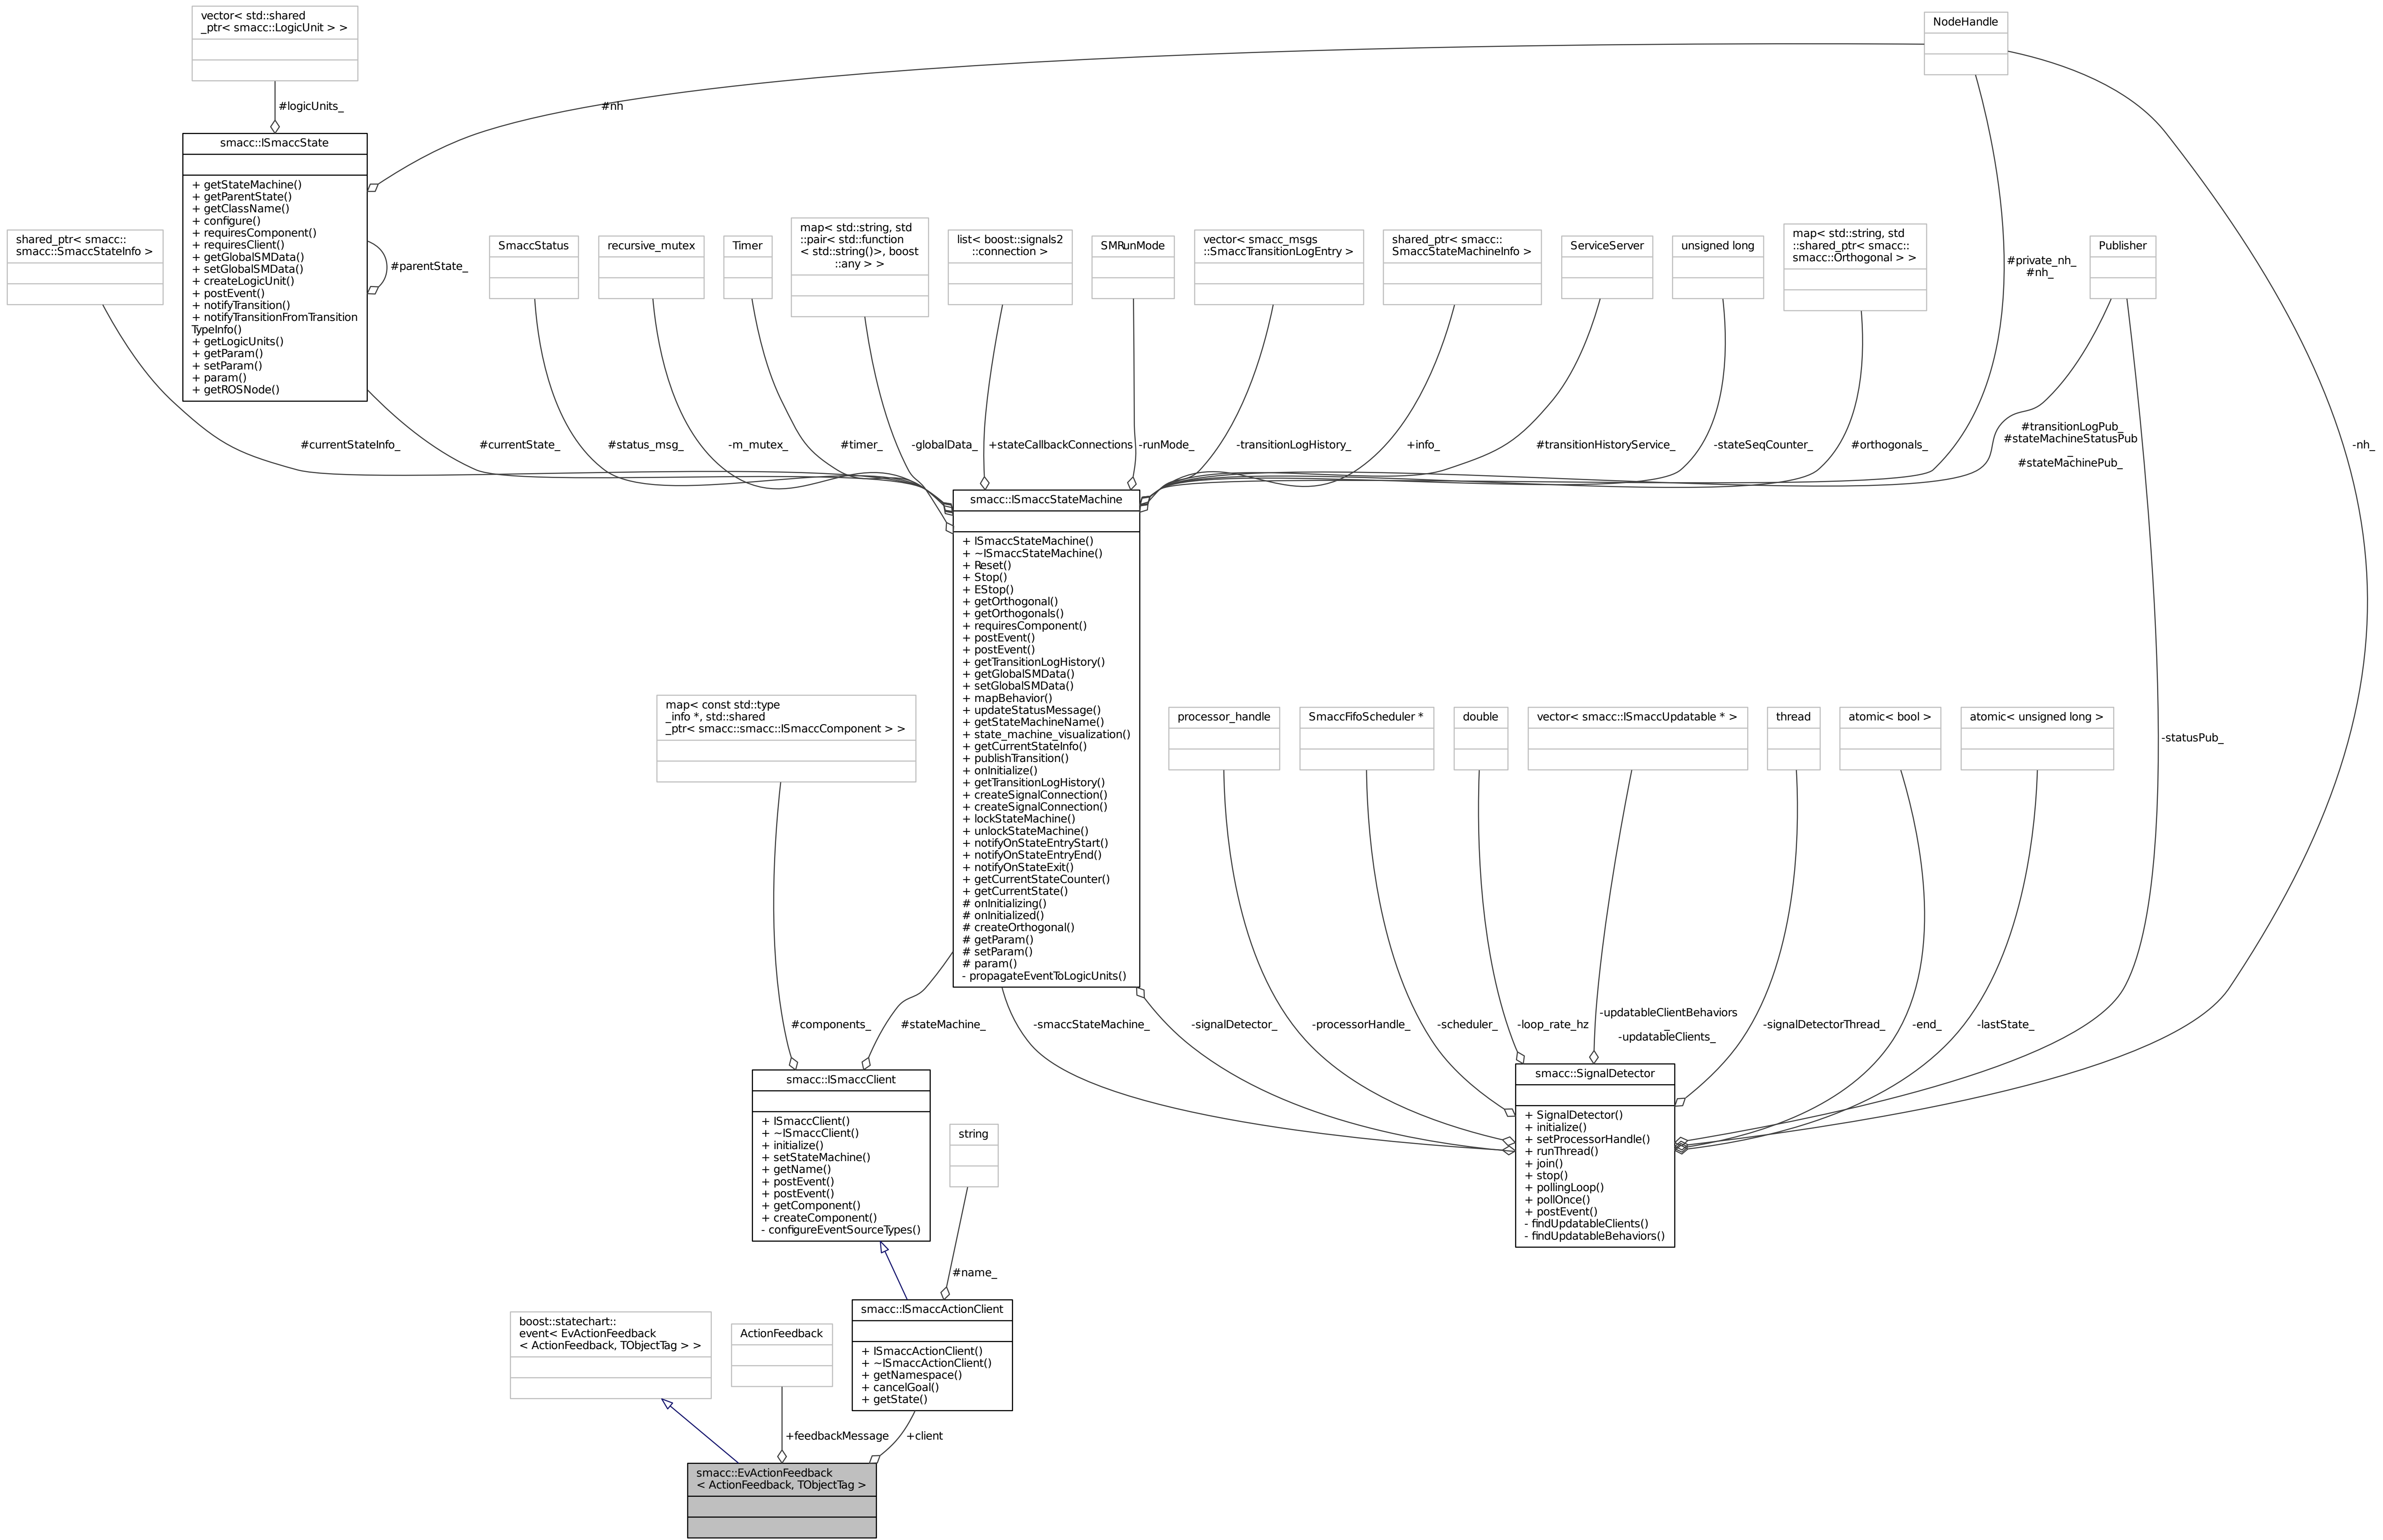 vector< std::shared
_ptr< smacc::LogicUnit > >
NodeHandle
#logicUnits_
#nh
smacc::ISmaccState
+ getStateMachine()
+ getParentState()
+ getClassName()
+ configure()
+ requiresComponent()
+ requiresClient()
+ getGlobalSMData()
+ setGlobalSMData()
+ createLogicUnit()
+ postEvent()
+ notifyTransition()
+ notifyTransitionFromTransition
TypeInfo()
+ getLogicUnits()
+ getParam()
+ setParam()
+ param()
+ getROSNode()
#parentState_
shared_ptr< smacc::
smacc::SmaccStateInfo >
SmaccStatus
recursive_mutex
Timer
map< std::string, std
::pair< std::function
< std::string()>, boost
::any > >
list< boost::signals2
::connection >
SMRunMode
vector< smacc_msgs
::SmaccTransitionLogEntry >
shared_ptr< smacc::
SmaccStateMachineInfo >
ServiceServer
unsigned long
map< std::string, std
::shared_ptr< smacc::
smacc::Orthogonal > >
#private_nh_
#nh_
Publisher
#currentStateInfo_
#currentState_
#status_msg_
-m_mutex_
#timer_
-globalData_
+stateCallbackConnections
-runMode_
-transitionLogHistory_
+info_
#transitionHistoryService_
-stateSeqCounter_
#orthogonals_
#transitionLogPub_
#stateMachineStatusPub
_
#stateMachinePub_
-nh_
smacc::ISmaccStateMachine
+ ISmaccStateMachine()
+ ~ISmaccStateMachine()
+ Reset()
+ Stop()
+ EStop()
+ getOrthogonal()
+ getOrthogonals()
+ requiresComponent()
+ postEvent()
+ postEvent()
+ getTransitionLogHistory()
+ getGlobalSMData()
+ setGlobalSMData()
+ mapBehavior()
+ updateStatusMessage()
+ getStateMachineName()
+ state_machine_visualization()
+ getCurrentStateInfo()
+ publishTransition()
+ onInitialize()
+ getTransitionLogHistory()
+ createSignalConnection()
+ createSignalConnection()
+ lockStateMachine()
+ unlockStateMachine()
+ notifyOnStateEntryStart()
+ notifyOnStateEntryEnd()
+ notifyOnStateExit()
+ getCurrentStateCounter()
+ getCurrentState()
# onInitializing()
# onInitialized()
# createOrthogonal()
# getParam()
# setParam()
# param()
- propagateEventToLogicUnits()
map< const std::type
_info *, std::shared
_ptr< smacc::smacc::ISmaccComponent > >
processor_handle
SmaccFifoScheduler *
double
vector< smacc::ISmaccUpdatable * >
thread
atomic< bool >
atomic< unsigned long >
-statusPub_
#components_
#stateMachine_
-smaccStateMachine_
-signalDetector_
-processorHandle_
-scheduler_
-loop_rate_hz
-updatableClientBehaviors
_
-updatableClients_
-signalDetectorThread_
-end_
-lastState_
smacc::ISmaccClient
+ ISmaccClient()
+ ~ISmaccClient()
+ initialize()
+ setStateMachine()
+ getName()
+ postEvent()
+ postEvent()
+ getComponent()
+ createComponent()
- configureEventSourceTypes()
string
smacc::SignalDetector
+ SignalDetector()
+ initialize()
+ setProcessorHandle()
+ runThread()
+ join()
+ stop()
+ pollingLoop()
+ pollOnce()
+ postEvent()
- findUpdatableClients()
- findUpdatableBehaviors()
#name_
smacc::ISmaccActionClient
+ ISmaccActionClient()
+ ~ISmaccActionClient()
+ getNamespace()
+ cancelGoal()
+ getState()
boost::statechart::
event< EvActionFeedback
< ActionFeedback, TObjectTag > >
ActionFeedback
+feedbackMessage
+client
smacc::EvActionFeedback
< ActionFeedback, TObjectTag >